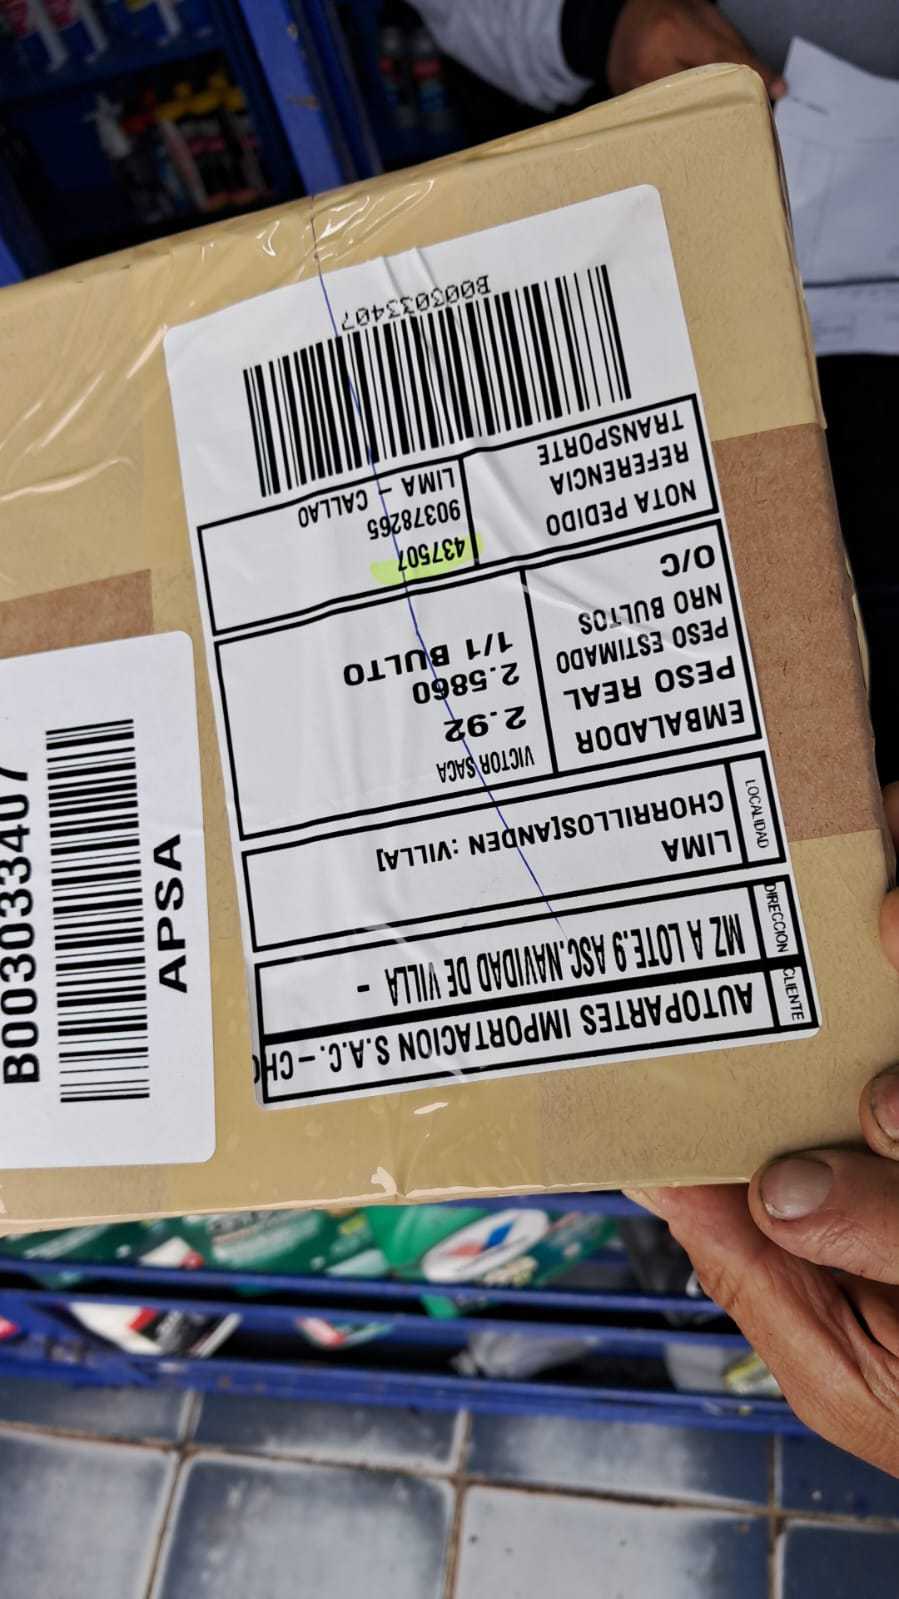 CLIENTE
AUTOPARTES IMPORTACION S.A.C. - CHO
DIRECCION
MZ A LOTE.9 ASC.NAVIDAD DE VILLA -
LOCALIDAD
LIMA
CHORRILLOS[ANDEN :VILLA]
EMBALADOR VICTOR SACA
PESO REAL 2.92
PESO ESTIMADO 2.5860
NRO BULTOS 1/1 BULTO
O/C
NOTA PEDIDO 437507
REFERENCIA 90378265
TRANSPORTE LIMA - CALLAO
B003033407
B003033407
APSA